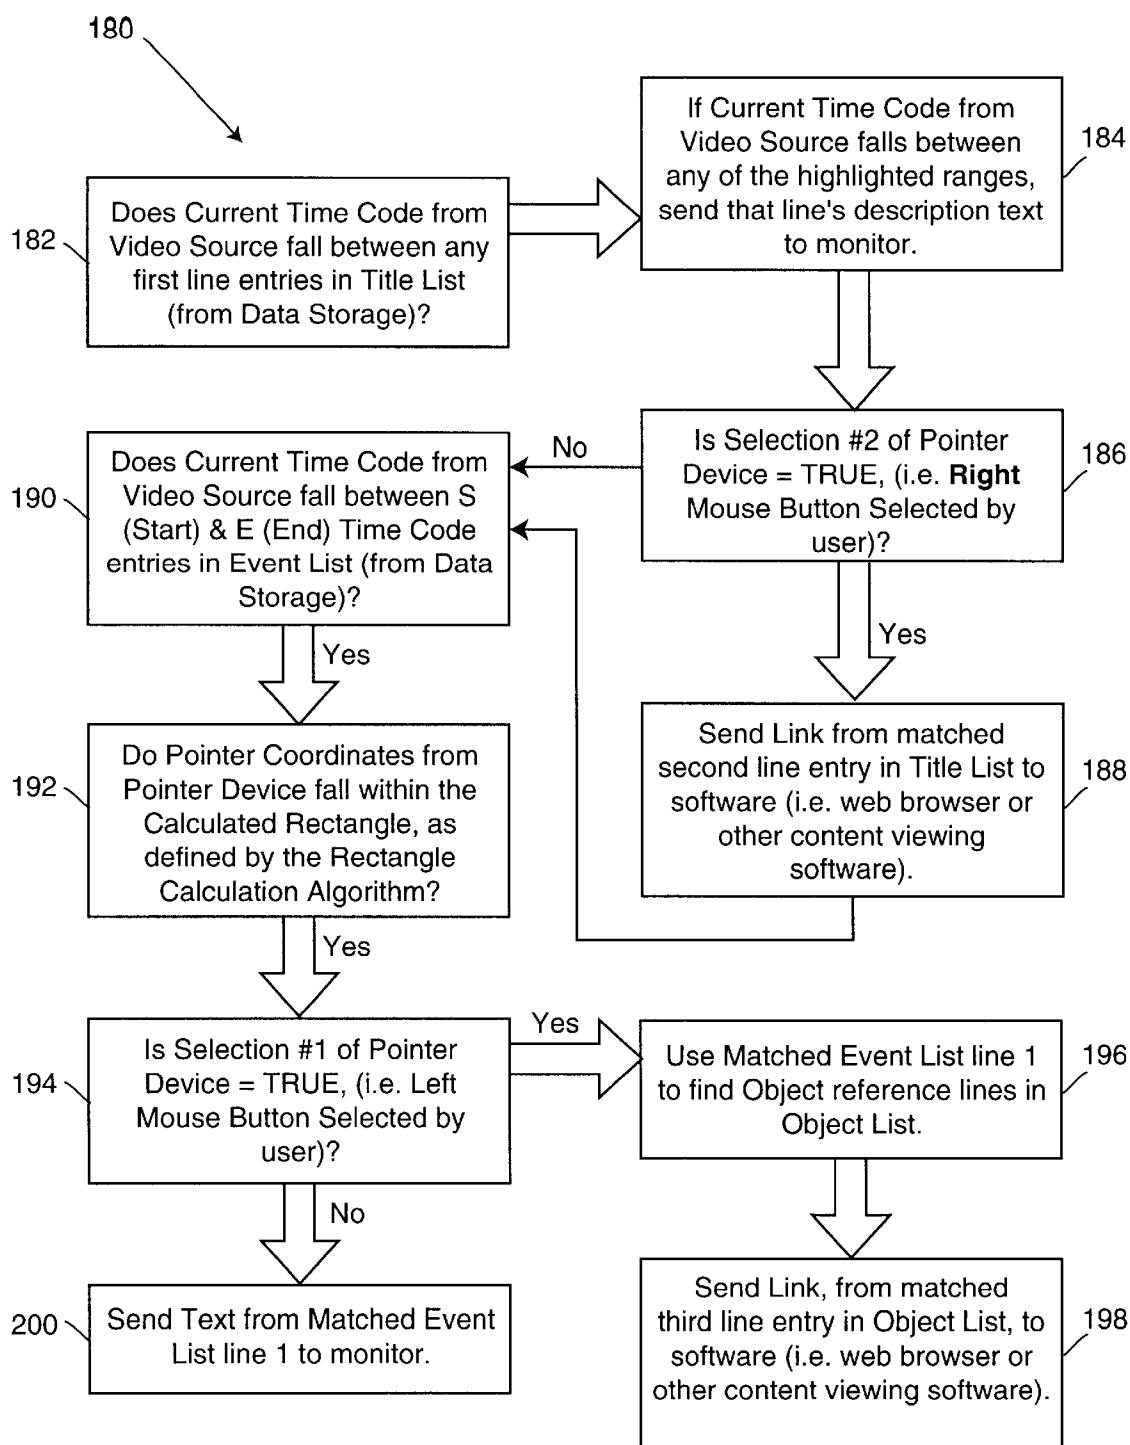 180
182
Does Current Time Code from
Video Source fall between any
first line entries in Title List
(from Data Storage)?
If Current Time Code from
Video Source falls between
any of the highlighted ranges,
send that line's description text
to monitor.
184
Is Selection #2 of Pointer
Device = TRUE, (i.e. Right
Mouse Button Selected by
user)?
186
No
Yes
Send Link from matched
second line entry in Title List to
software (i.e. web browser or
other content viewing
software).
188
190
Does Current Time Code from
Video Source fall between S
(Start) & E (End) Time Code
entries in Event List (from Data
Storage)?
Yes
192
Do Pointer Coordinates from
Pointer Device fall within the
Calculated Rectangle, as
defined by the Rectangle
Calculation Algorithm?
Yes
194
Is Selection #1 of Pointer
Device = TRUE, (i.e. Left
Mouse Button Selected by
user)?
Yes
Use Matched Event List line 1
to find Object reference lines in
Object List.
196
Send Link, from matched
third line entry in Object List, to
software (i.e. web browser or
other content viewing software).
198
No
200
Send Text from Matched Event
List line 1 to monitor.